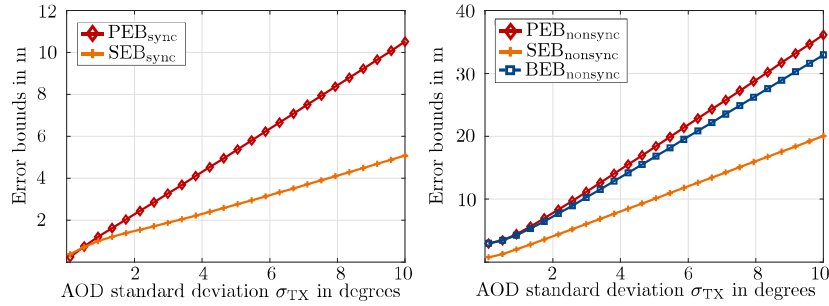 12
10
8
6
4
2
Error bounds in m
PEB_sync
SEB_sync
2
4
6
8
10
AOD standard deviation σ_TX in degrees
40
30
20
10
Error bounds in m
PEB_nonsync
SEB_nonsync
BEB_nonsync
2
4
6
8
10
AOD standard deviation σ_TX in degrees